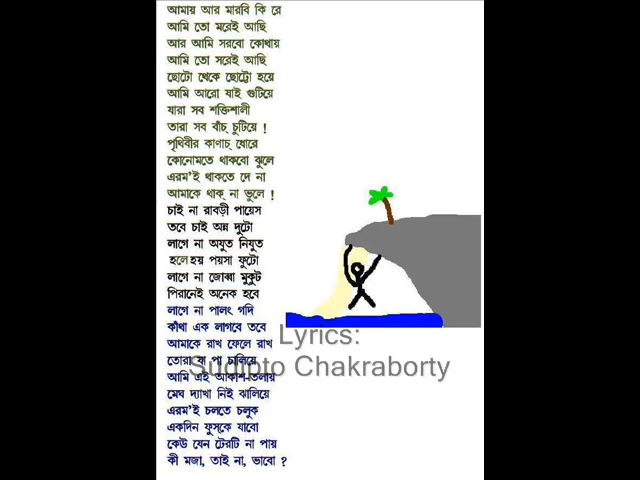 আমায় আর মারবি কি রে
আমি তো মরেই আছি
আর আমি সরবো কোথায়
আমি তো সরেই আছি
ছোটো থেকে ছোট্টো হয়ে
আমি আরো যাই গুটিয়ে
যারা সব শক্তিশালী
তারা সব বাঁচ্ চুটিয়ে !
পৃথিবীর কাণাচ্ ধোরে
কোনোমতে থাকবো ঝুলে
এরম'ই থাকতে দে না
আমাকে থাক্ না ভুলে !
চাই না রাবড়ী পায়েস
তবে চাই অন্ন দুটো
লাগে না অযুত নিযুত
হলে হয় পয়সা ফুটো
লাগে না জোব্বা মুকুট
পিরানেই অনেক হবে
লাগে না পালং গদি
কাঁথা এক লাগবে তবে
আমাকে রাখ ফেলে রাখ
তোরা যা পা চালিয়ে
আমি এই আকাশ-তলায়
মেঘ দ্যাখা নিই ঝালিয়ে
এরম'ই চলতে চলুক
একদিন ফুস্‌কে যাবো
কেউ যেন টেরটি না পায়
কী মজা, তাই না, ভাবো ?
Lyrics:
Sudipto Chakraborty